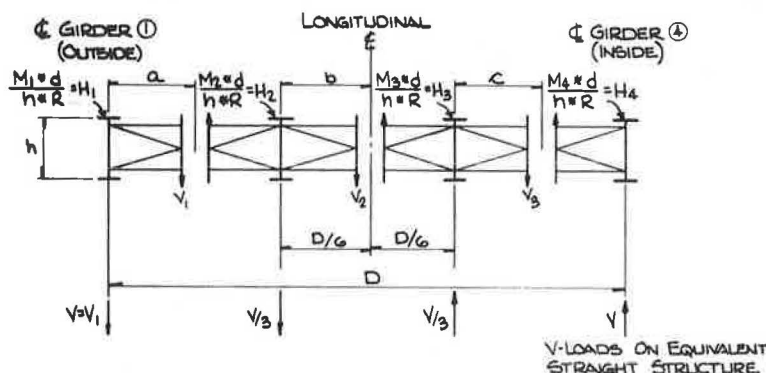 LONGITUDINAL
℄
℄ GIRDER ①
(OUTSIDE)
℄ GIRDER ④
(INSIDE)
M1*d/h*R =H1
a
M2*d/h*R =H2
b
M3*d/h*R =H3
c
M4*d/h*R =H4
h
V1
V2
V3
D/6
D/6
D
V=V1
V/3
V/3
V
V-LOADS ON EQUIVALENT
STRAIGHT STRUCTURE